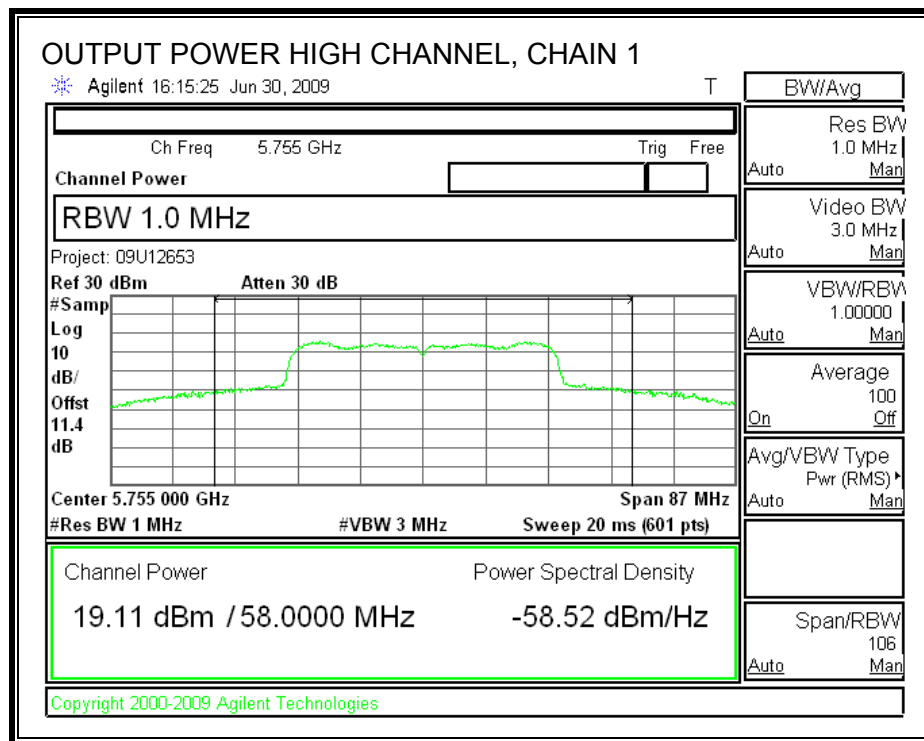 OUTPUT POWER HIGH CHANNEL, CHAIN 1
Agilent 16:15:25 Jun 30, 2009 T
Ch Freq 5.755 GHz Trig Free
Channel Power
RBW 1.0 MHz
Project: 09U12653
Ref 30 dBm Atten 30 dB
#Samp
Log
10
dB/
Offst
11.4
dB
Center 5.755 000 GHz Span 87 MHz
#Res BW 1 MHz #VBW 3 MHz Sweep 20 ms (601 pts)
Channel Power Power Spectral Density
19.11 dBm / 58.0000 MHz -58.52 dBm/Hz
Copyright 2000-2009 Agilent Technologies
BW/Avg
Res BW
1.0 MHz
Auto Man
Video BW
3.0 MHz
Auto Man
VBW/RBW
1.00000
Auto Man
Average
100
On Off
Avg/VBW Type
Pwr (RMS)
Auto Man
Span/RBW
106
Auto Man